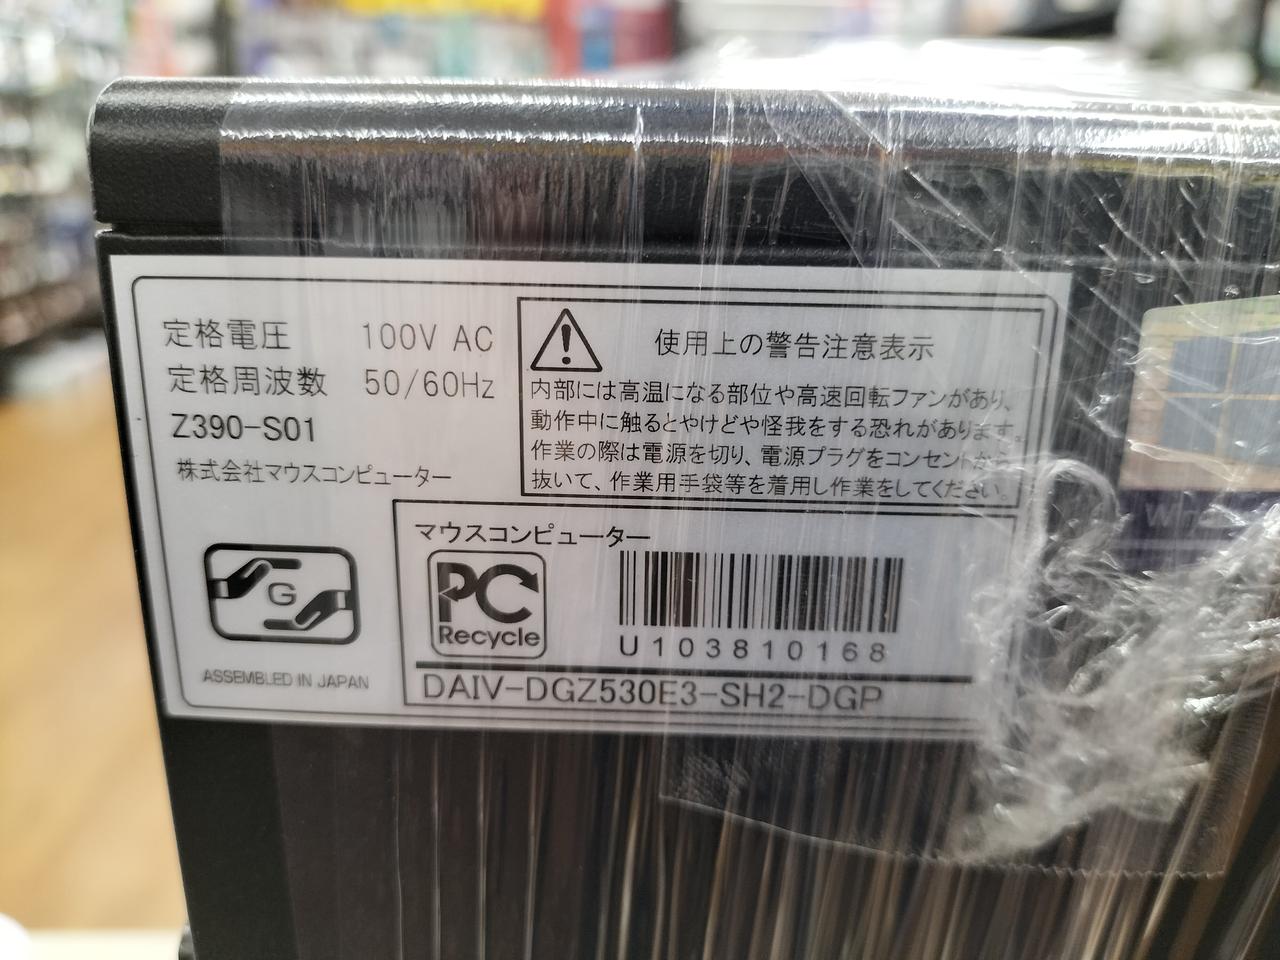 定格電圧 100V AC
定格周波数 50/60Hz
Z390-S01
株式会社マウスコンピューター
使用上の警告注意表示
内部には高温になる部位や高速回転ファンがあり、
動作中に触るとやけどや怪我をする恐れがあります。
作業の際は電源を切り、電源プラグをコンセントから
抜いて、作業用手袋等を着用し作業をしてください。
G
ASSEMBLED IN JAPAN
マウスコンピューター
PC
Recycle
U103810168
DAIV-DGZ530E3-SH2-DGP